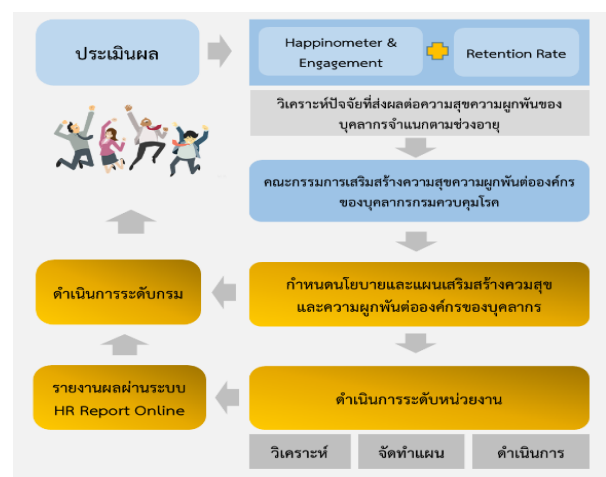 ประเมินผล
Happinometer &
Engagement
Retention Rate
วิเคราะห์ปัจจัยที่ส่งผลต่อความสุขความผูกพันของ
บุคลากรจำแนกตามช่วงอายุ
คณะกรรมการเสริมสร้างความสุขความผูกพันต่อองค์กร
ของบุคลากรกรมควบคุมโรค
ดำเนินการระดับกรม
กำหนดนโยบายและแผนเสริมสร้างควมสุข
และความผูกพันต่อองค์กรของบุคลากร
รายงานผลผ่านระบบ
HR Report Online
ดำเนินการระดับหน่วยงาน
วิเคราะห์
จัดทำแผน
ดำเนินการ